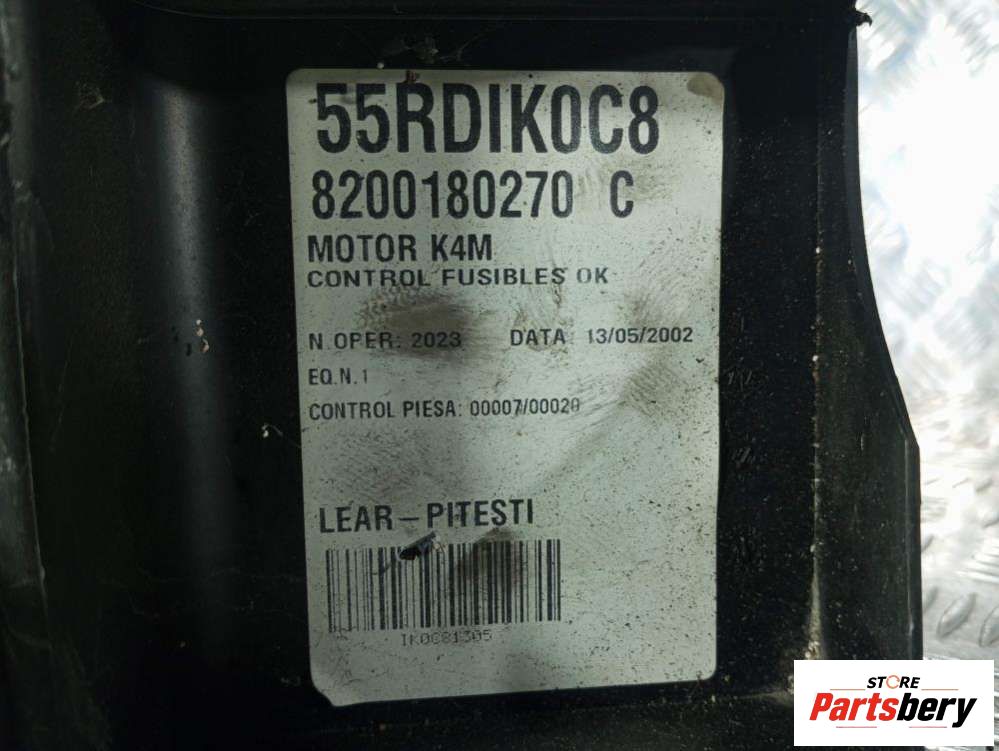 55RDIK0C8
8200180270 C
MOTOR K4M
CONTROL FUSIBLES OK
N.OPER: 2023 DATA: 13/05/2002
EQ.N.1
CONTROL PIESA: 00007/00020
LEAR-PITESTI
IK0C81305
STORE
Partsbery